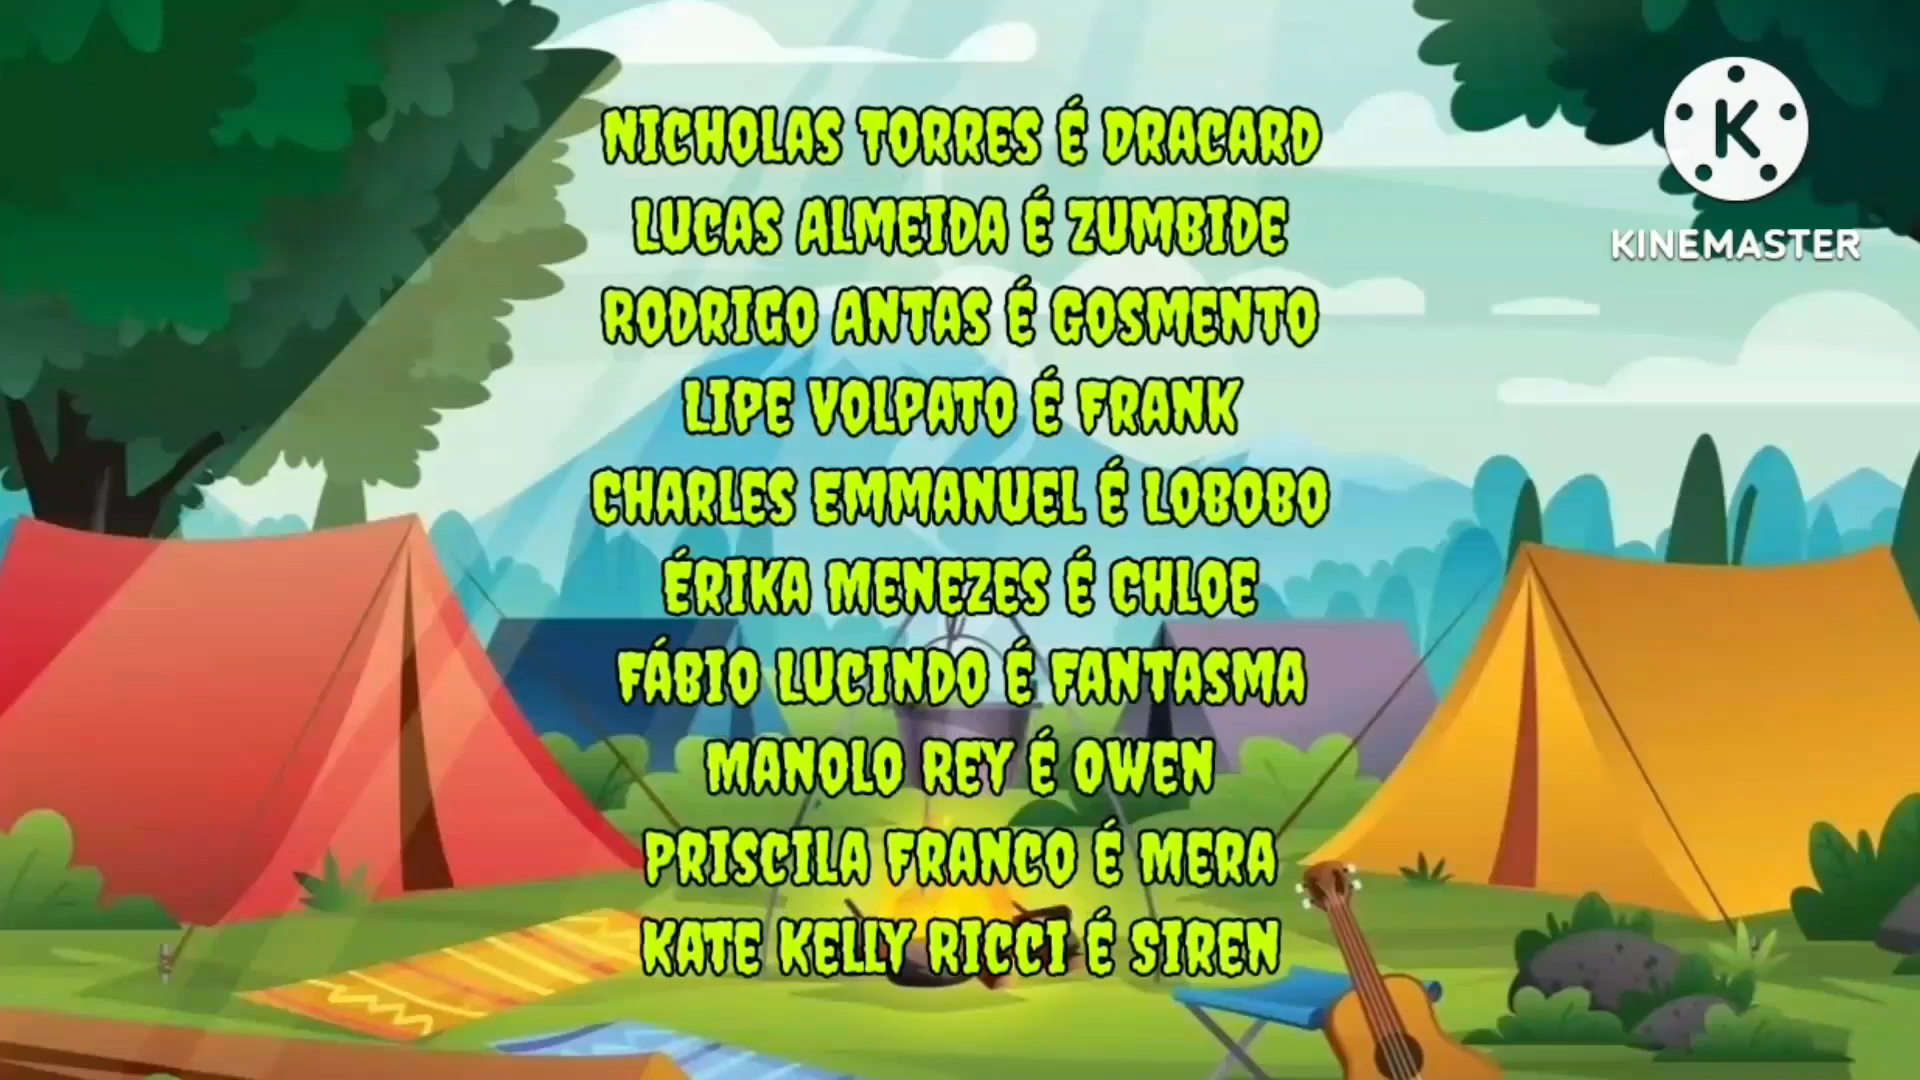 NICHOLAS TORRES É DRACARD
LUCAS ALMEIDA É ZUMBIDE
RODRIGO ANTAS É GOSMENTO
LIPE VOLPATO É FRANK
CHARLES EMMANUEL É LOBOBO
ÉRIKA MENEZES É CHLOE
FÁBIO LUCINDO É FANTASMA
MANOLO REY É OWEN
PRISCILA FRANCO É MERA
KATE KELLY RICCI É SIREN
K
KINEMASTER